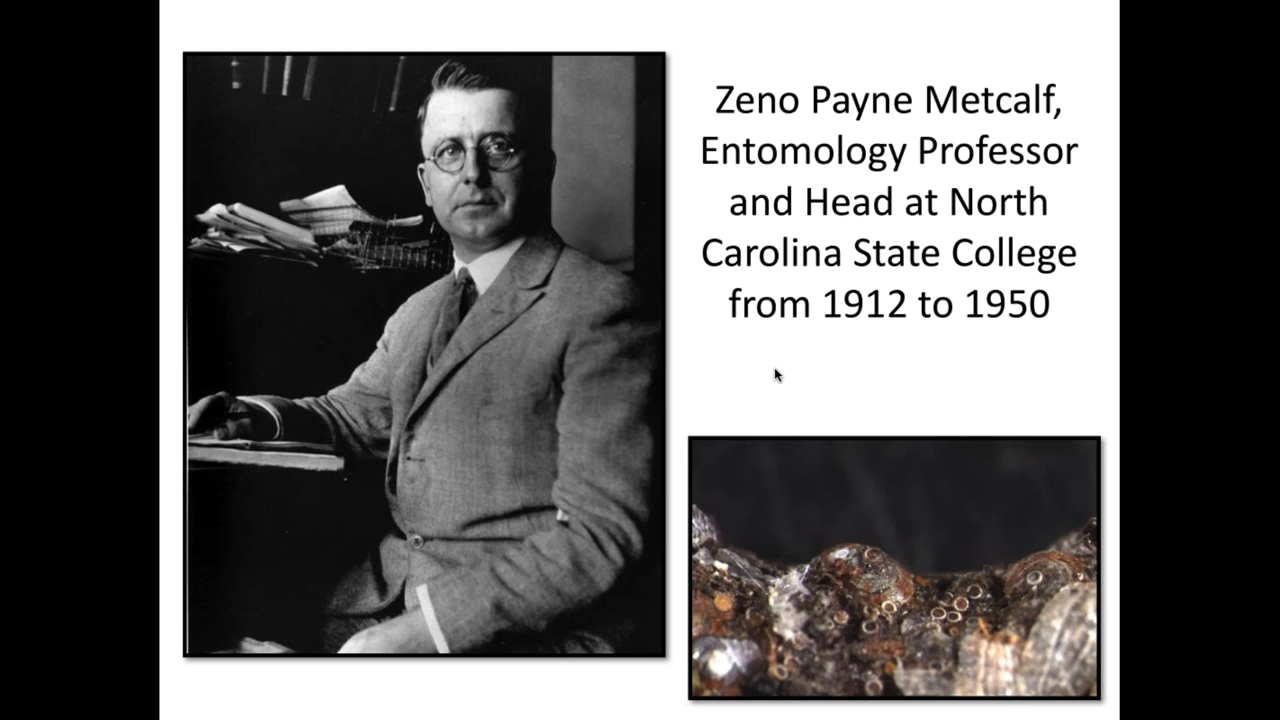 Zeno Payne Metcalf,
Entomology Professor
and Head at North
Carolina State College
from 1912 to 1950